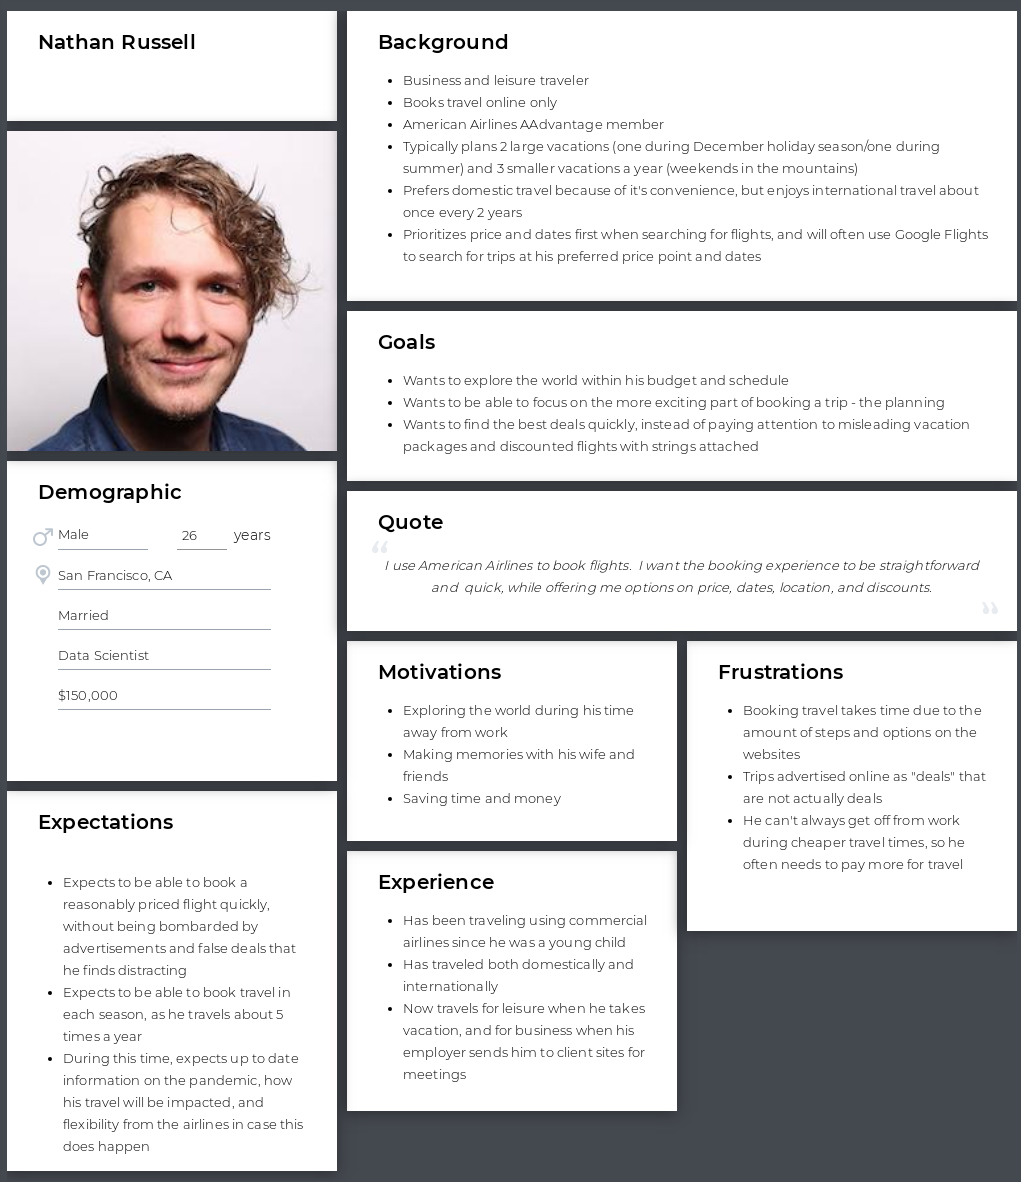 Nathan Russell
Background
Business and leisure traveler
Books travel online only
American Airlines AAdvantage member
Typically plans 2 large vacations (one during December holiday season/one during
summer) and 3 smaller vacations a year (weekends in the mountains)
Prefers domestic travel because of it's convenience, but enjoys international travel about
once every 2 years
Prioritizes price and dates first when searching for flights, and will often use Google Flights
to search for trips at his preferred price point and dates
Goals
Wants to explore the world within his budget and schedule
Wants to be able to focus on the more exciting part of booking a trip - the planning
Wants to find the best deals quickly, instead of paying attention to misleading vacation
packages and discounted flights with strings attached
Demographic
Male 26 years
San Francisco, CA
Married
Data Scientist
$150,000
Quote
“
I use American Airlines to book flights. I want the booking experience to be straightforward
and quick, while offering me options on price, dates, location, and discounts.
”
Motivations
Exploring the world during his time
away from work
Making memories with his wife and
friends
Saving time and money
Frustrations
Booking travel takes time due to the
amount of steps and options on the
websites
Trips advertised online as "deals" that
are not actually deals
He can't always get off from work
during cheaper travel times, so he
often needs to pay more for travel
Expectations
Expects to be able to book a
reasonably priced flight quickly,
without being bombarded by
advertisements and false deals that
he finds distracting
Expects to be able to book travel in
each season, as he travels about 5
times a year
During this time, expects up to date
information on the pandemic, how
his travel will be impacted, and
flexibility from the airlines in case this
does happen
Experience
Has been traveling using commercial
airlines since he was a young child
Has traveled both domestically and
internationally
Now travels for leisure when he takes
vacation, and for business when his
employer sends him to client sites for
meetings